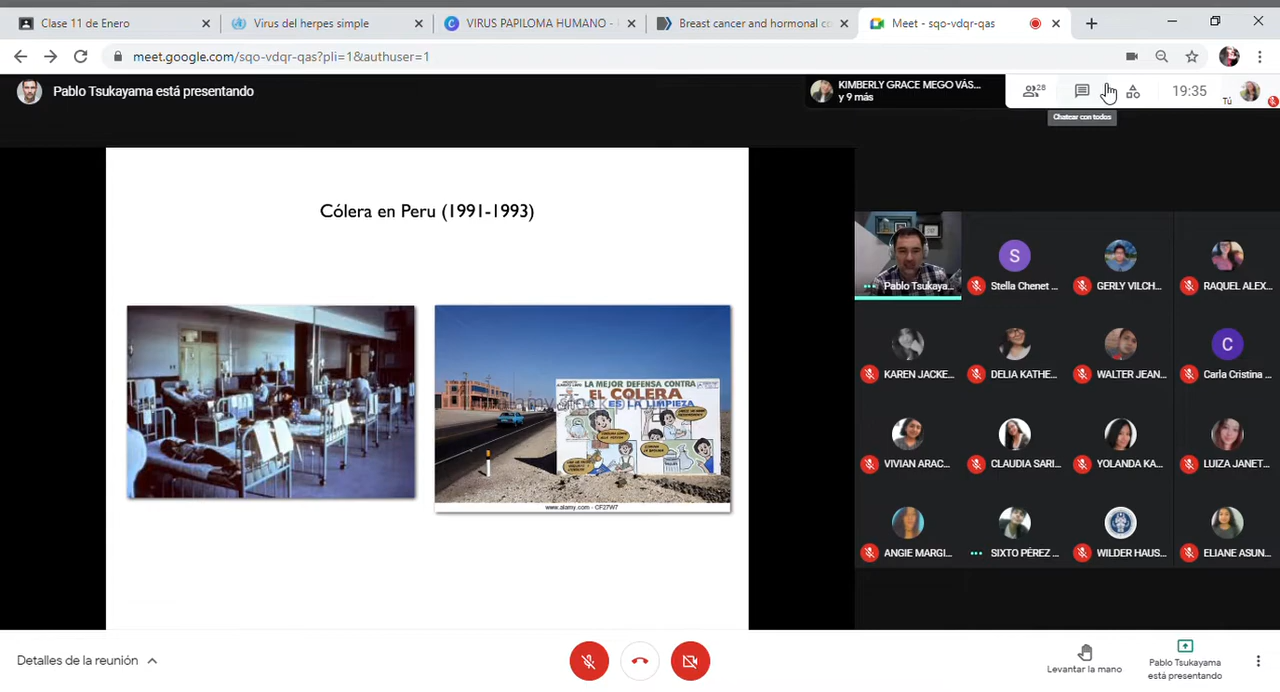 Clase 11 de Enero
Virus del herpes simple
VIRUS PAPILOMA HUMANO -
Breast cancer and hormonal co
Meet - sqo-vdqr-qas
meet.google.com/sqo-vdqr-qas?pli=1&authuser=1
Pablo Tsukayama está presentando
KIMBERLY GRACE MEGO VÁS...
y 9 más
28
19:35
Tú
Chatear con todos
Cólera en Peru (1991-1993)
LA MEJOR DEFENSA CONTRA
EL COLERA
ES LA LIMPIEZA
www.alamy.com - CF27W7
Pablo Tsukaya...
S
Stella Chenet ...
GERLY VILCH...
RAQUEL ALEX...
KAREN JACKE...
DELIA KATHE...
WALTER JEAN...
C
Carla Cristina ...
VIVIAN ARAC...
CLAUDIA SARI...
YOLANDA KA...
LUIZA JANET...
ANGIE MARGI...
SIXTO PÉREZ ...
WILDER HAUS...
ELIANE ASUN...
Detalles de la reunión
Levantar la mano
Pablo Tsukayama
está presentando